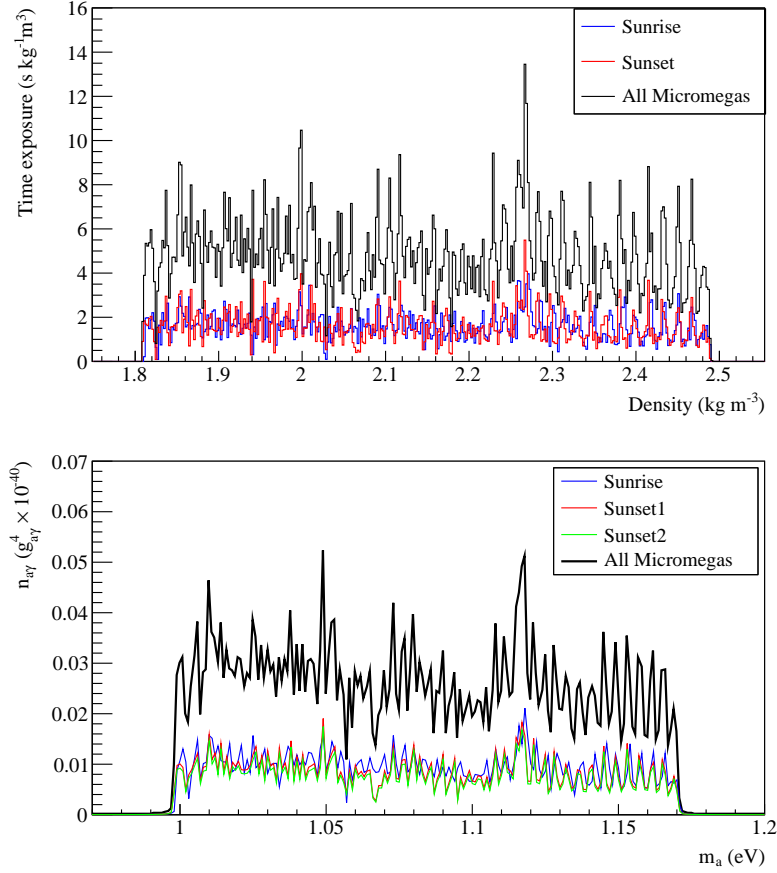 Time exposure (s kg⁻¹m³)
16
14
12
10
8
6
4
2
0
Sunrise
Sunset
All Micromegas
1.8 1.9 2 2.1 2.2 2.3 2.4 2.5
Density (kg m⁻³)
n_aγ (g⁴_aγ × 10⁻⁴⁰)
0.07
0.06
0.05
0.04
0.03
0.02
0.01
0
Sunrise
Sunset1
Sunset2
All Micromegas
1 1.05 1.1 1.15 1.2
m_a (eV)